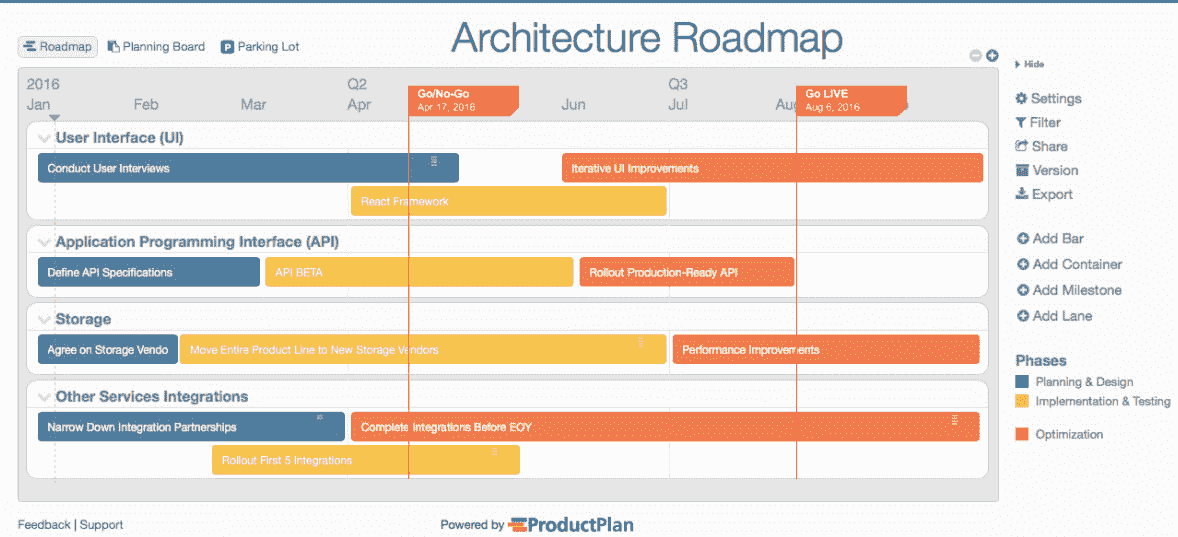 Architecture Roadmap
Roadmap Planning Board Parking Lot
Hide
2016 Q2 Q3
Jan Feb Mar Apr Jun Jul
Go/No-Go
Apr 17, 2016
Go LIVE
Aug 6, 2016
User Interface (UI)
Conduct User Interviews
Iterative UI Improvements
React Framework
Application Programming Interface (API)
Define API Specifications
API BETA
Rollout Production-Ready API
Storage
Agree on Storage Vendo
Move Entire Product Line to New Storage Vendors
Performance Improvements
Other Services Integrations
Narrow Down Integration Partnerships
Complete Integrations Before EOY
Rollout First 5 Integrations
Settings
Filter
Share
Version
Export
Add Bar
Add Container
Add Milestone
Add Lane
Phases
Planning & Design
Implementation & Testing
Optimization
Feedback | Support
Powered by ProductPlan